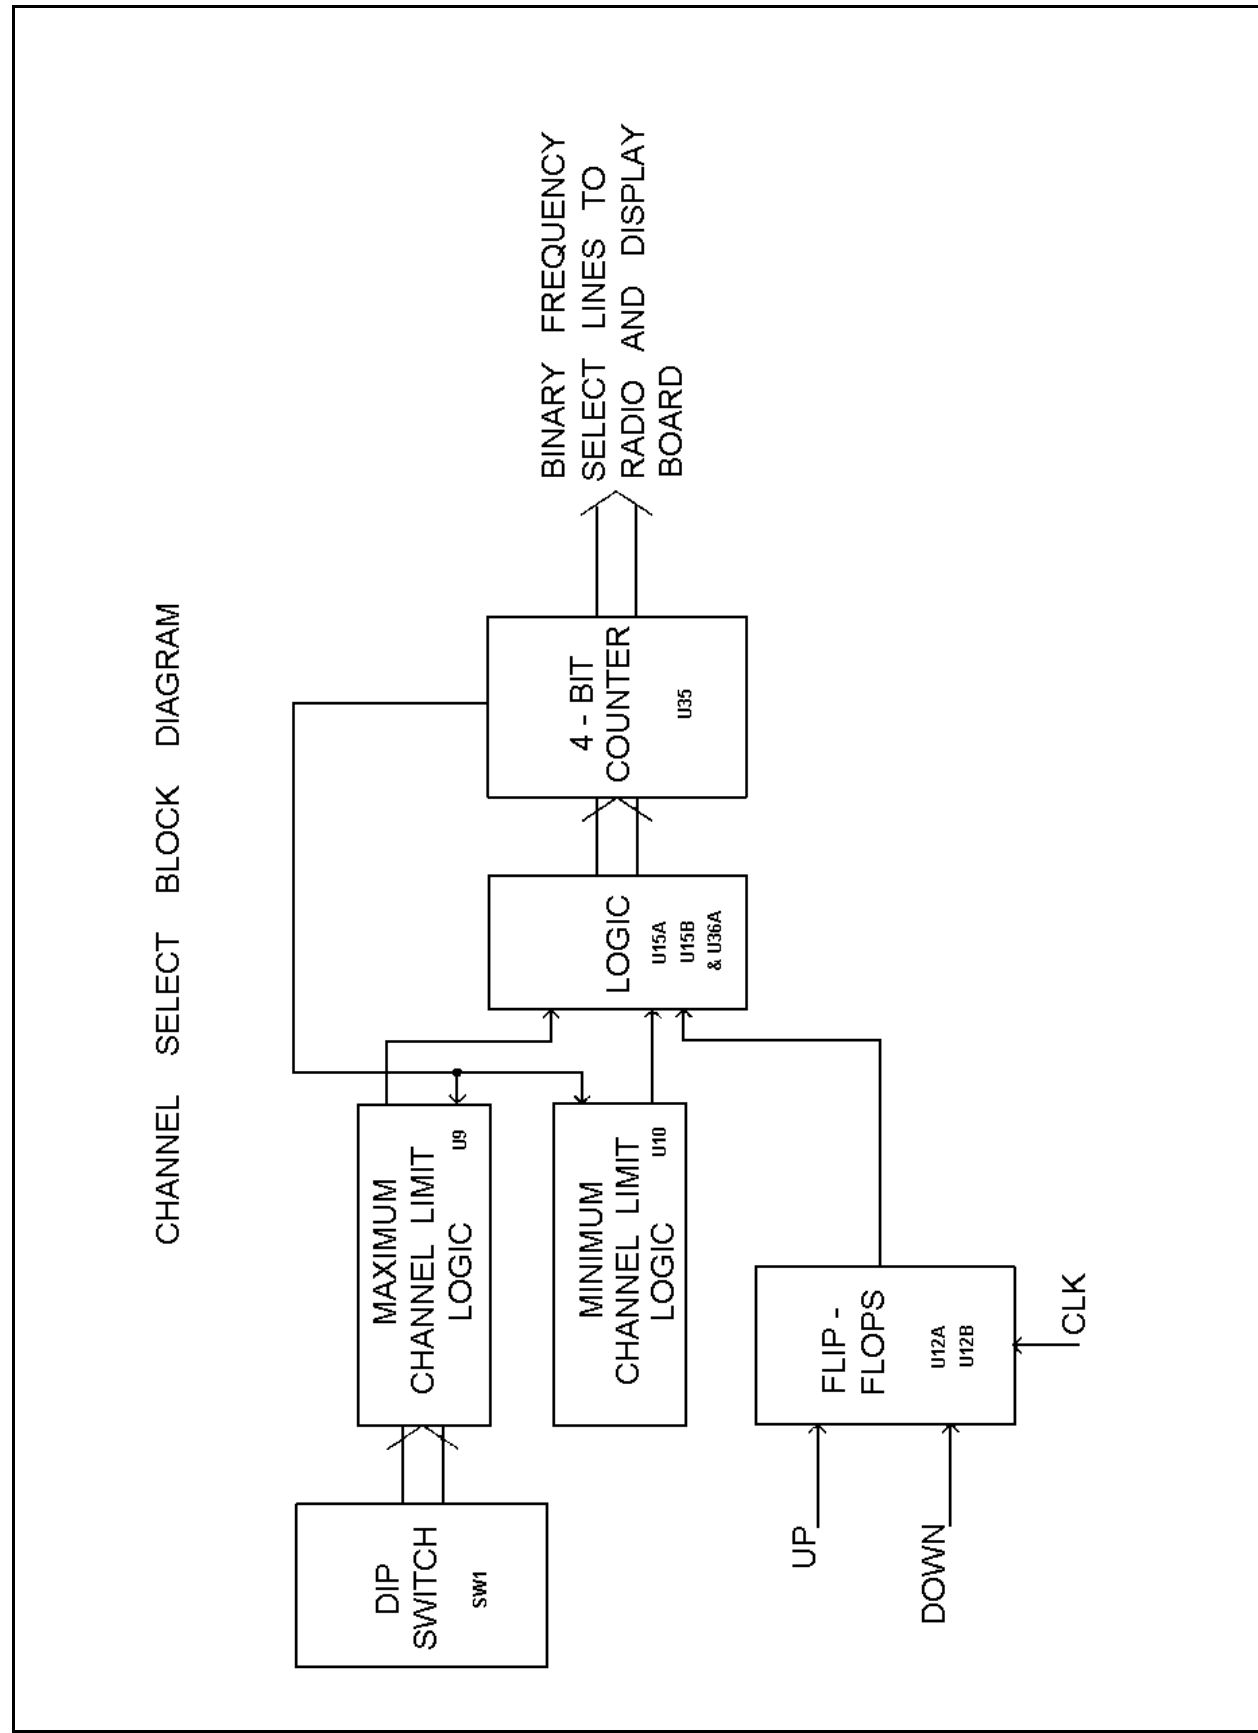 CHANNEL SELECT BLOCK DIAGRAM
DIP
SWITCH
SW1
MAXIMUM
CHANNEL LIMIT
LOGIC
U9
MINIMUM
CHANNEL LIMIT
LOGIC
U10
UP
DOWN
FLIP -
FLOPS
U12A
U12B
CLK
LOGIC
U15A
U15B
& U36A
4 - BIT
COUNTER
U35
BINARY FREQUENCY
SELECT LINES TO
RADIO AND DISPLAY
BOARD